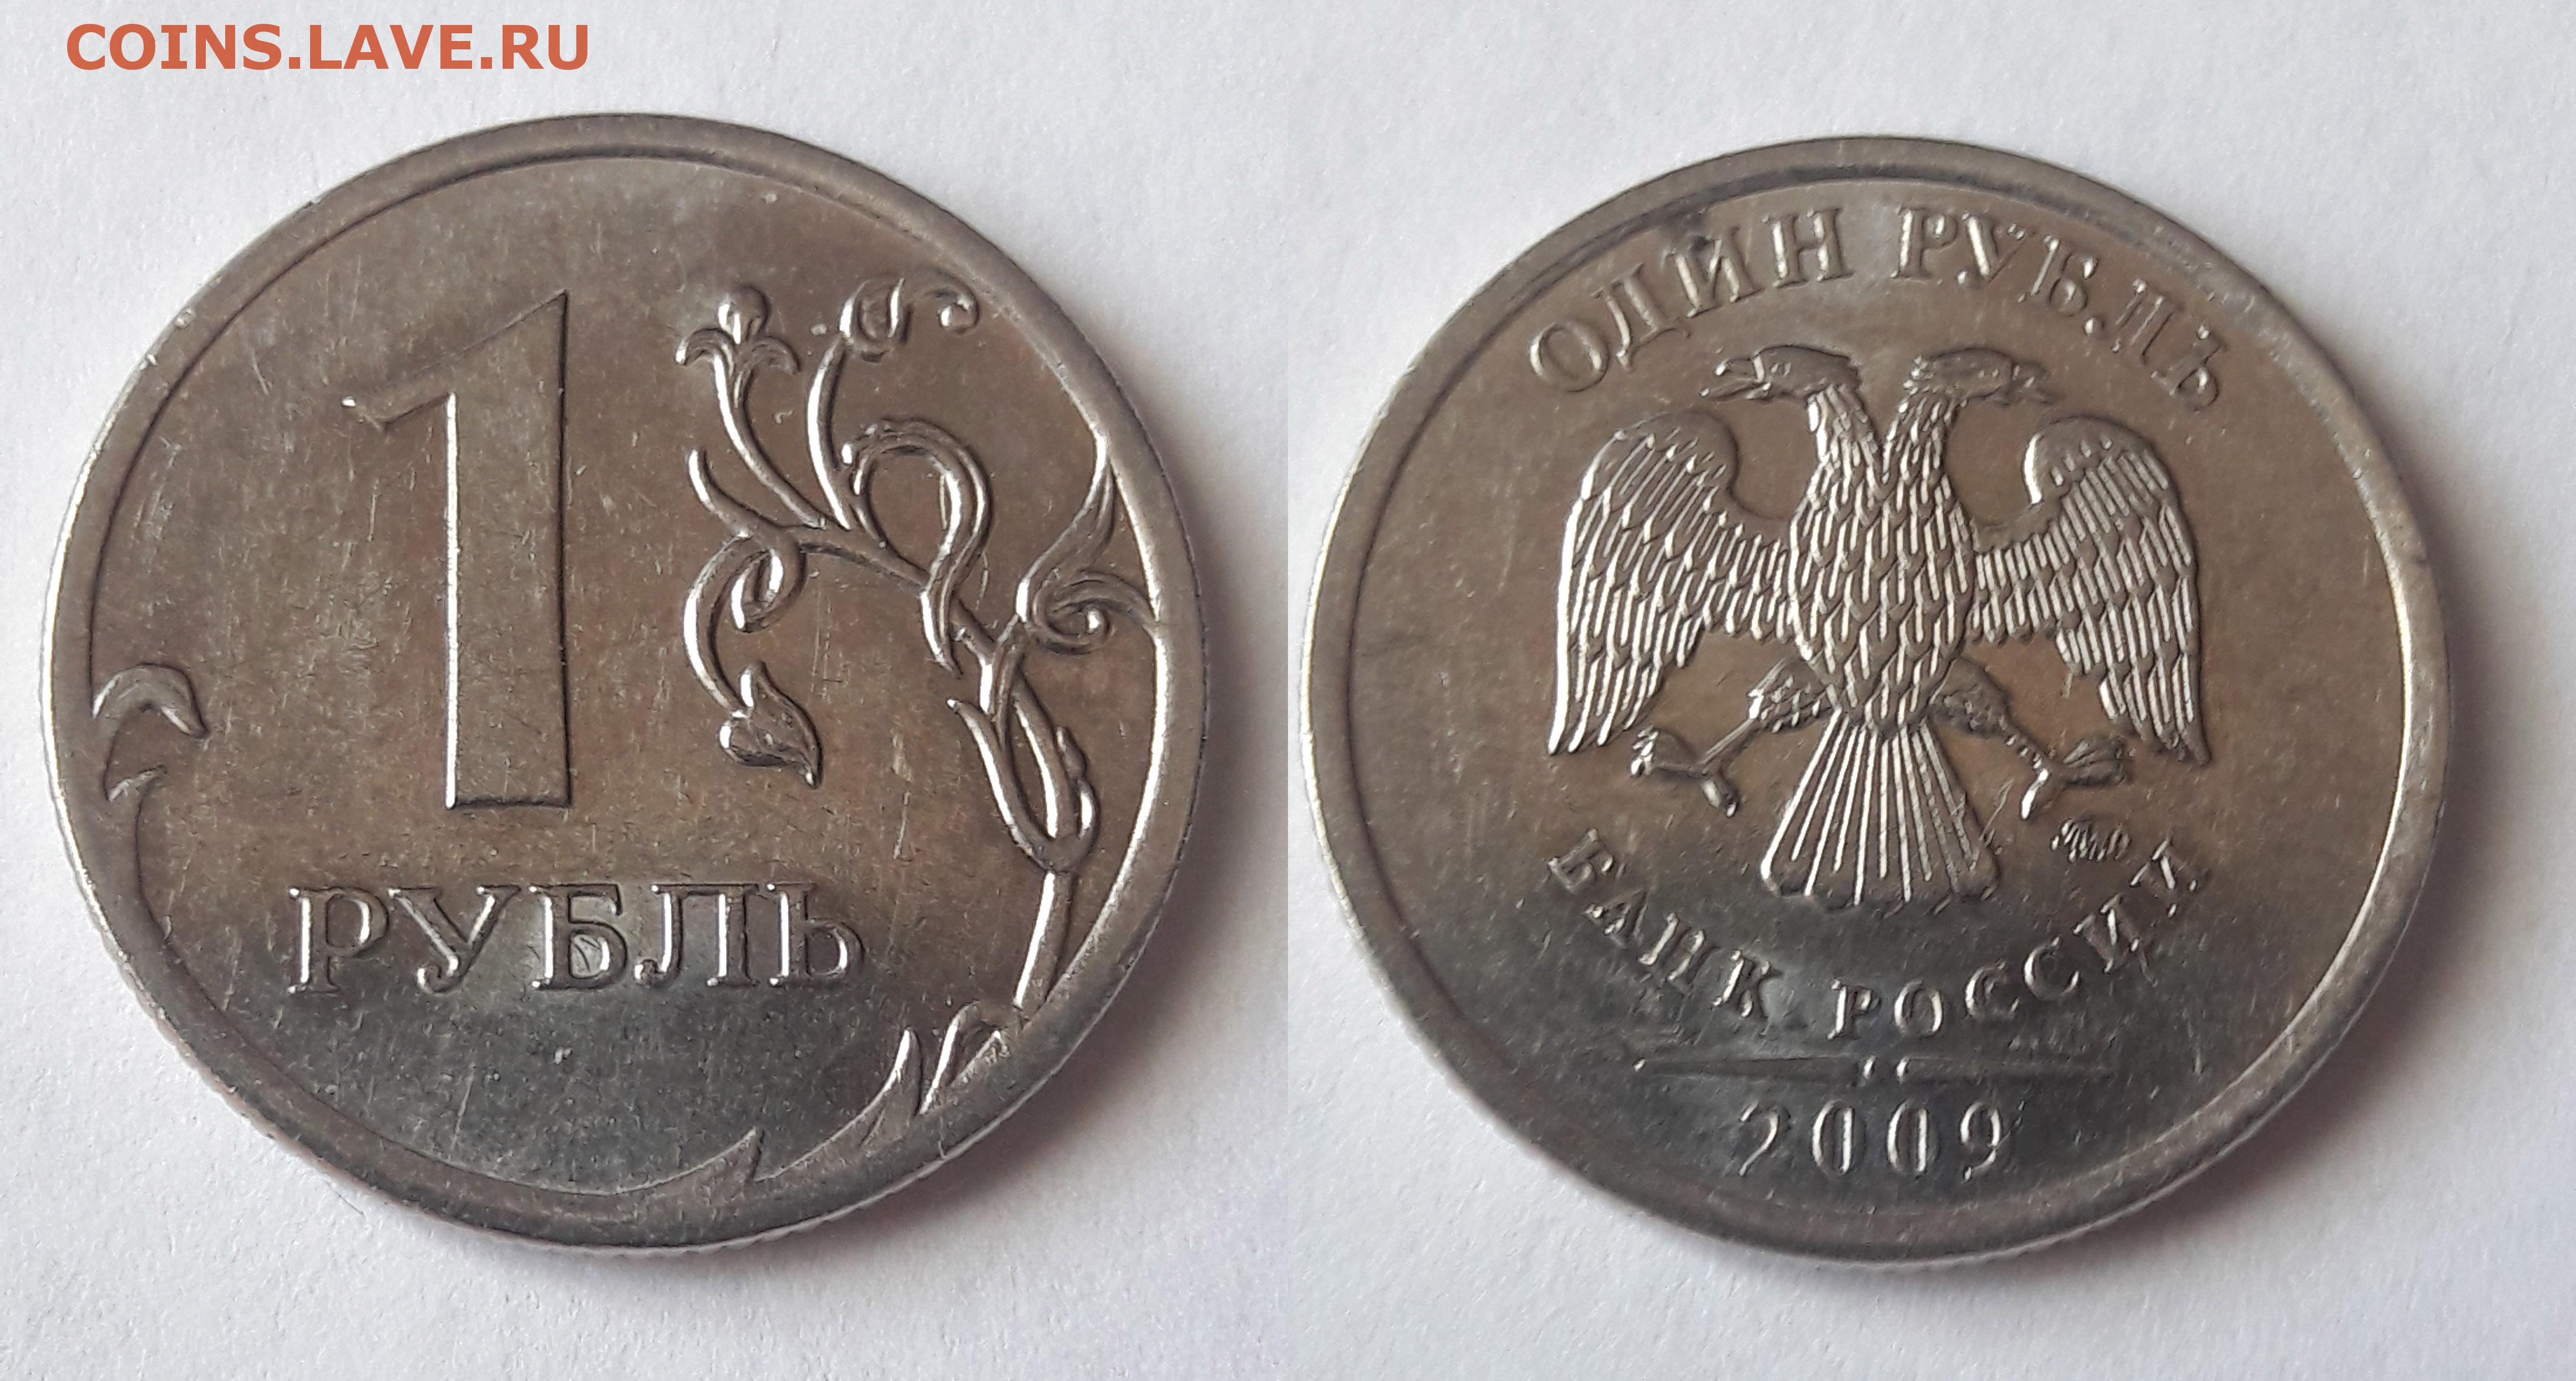 COINS.LAVE.RU
1
РУБЛЬ
ОДИН РУБЛЬ
БАНК РОССИИ
2009